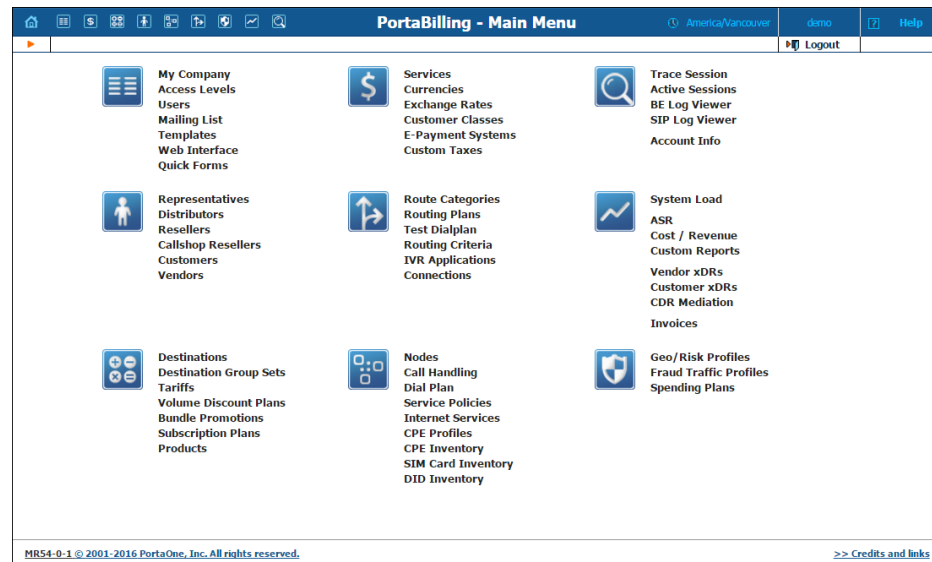 PortaBilling - Main Menu
America/Vancouver
demo
? Help
Logout
My Company
Access Levels
Users
Mailing List
Templates
Web Interface
Quick Forms
$
Services
Currencies
Exchange Rates
Customer Classes
E-Payment Systems
Custom Taxes
Trace Session
Active Sessions
BE Log Viewer
SIP Log Viewer
Account Info
Representatives
Distributors
Resellers
Callshop Resellers
Customers
Vendors
Route Categories
Routing Plans
Test Dialplan
Routing Criteria
IVR Applications
Connections
System Load
ASR
Cost / Revenue
Custom Reports
Vendor xDRs
Customer xDRs
CDR Mediation
Invoices
Destinations
Destination Group Sets
Tariffs
Volume Discount Plans
Bundle Promotions
Subscription Plans
Products
Nodes
Call Handling
Dial Plan
Service Policies
Internet Services
CPE Profiles
CPE Inventory
SIM Card Inventory
DID Inventory
Geo/Risk Profiles
Fraud Traffic Profiles
Spending Plans
MR54-0-1 © 2001-2016 PortaOne, Inc. All rights reserved.
>> Credits and links